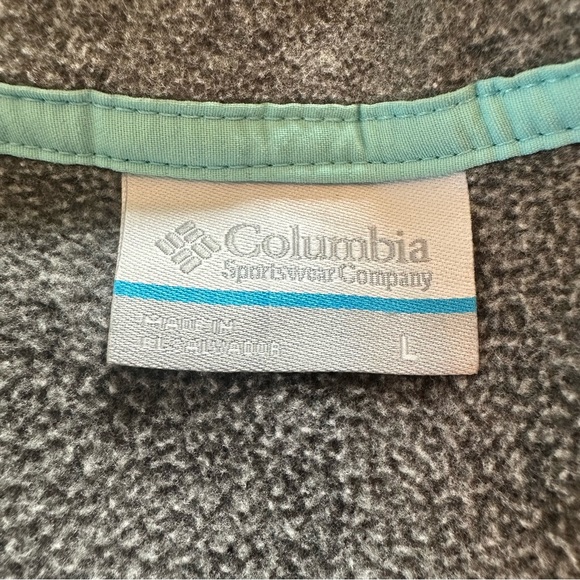 Columbia
Sportswear Company
MADE IN
EL SALVADOR
L